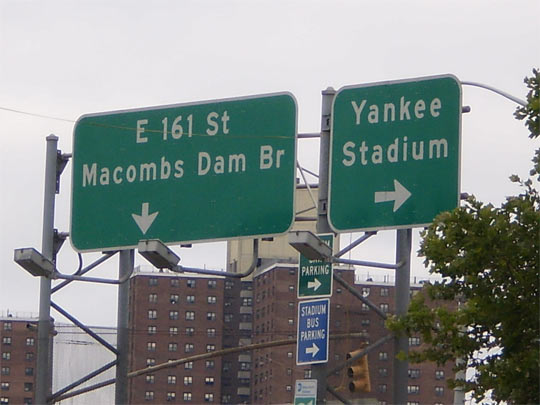 E 161 St
Macombs Dam Br
Yankee
Stadium
PARKING
STADIUM
BUS
PARKING